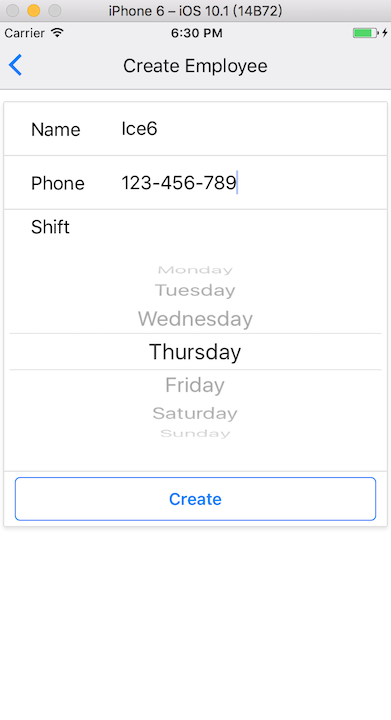 iPhone 6 – iOS 10.1 (14B72)
Carrier 6:30 PM
Create Employee
Name Ice6
Phone 123-456-789
Shift
Monday
Tuesday
Wednesday
Thursday
Friday
Saturday
Sunday
Create